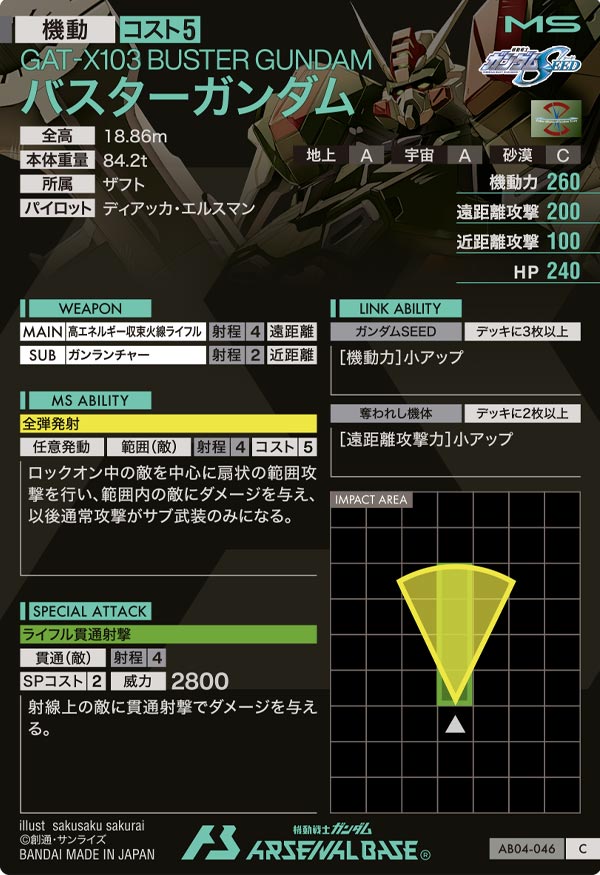 機動 コスト5
MS
GAT-X103 BUSTER GUNDAM
バスターガンダム
機動戦士 ガンダムSEED
全高 18.86m
本体重量 84.2t
所属 ザフト
パイロット ディアッカ・エルスマン
地上 A 宇宙 A 砂漠 C
機動力 260
遠距離攻撃 200
近距離攻撃 100
HP 240
WEAPON
MAIN 高エネルギー収束火線ライフル 射程 4 遠距離
SUB ガンランチャー 射程 2 近距離
MS ABILITY
全弾発射
任意発動 範囲(敵) 射程 4 コスト 5
ロックオン中の敵を中心に扇状の範囲攻
撃を行い、範囲内の敵にダメージを与え、
以後通常攻撃がサブ武装のみになる。
SPECIAL ATTACK
ライフル貫通射撃
貫通(敵) 射程 4
SPコスト 2 威力 2800
射線上の敵に貫通射撃でダメージを与え
る。
LINK ABILITY
ガンダムSEED デッキに3枚以上
[機動力]小アップ
奪われし機体 デッキに2枚以上
[遠距離攻撃力]小アップ
IMPACT AREA
illust sakusaku sakurai
©創通・サンライズ
BANDAI MADE IN JAPAN
機動戦士ガンダム
ARSENAL BASE®
AB04-046 C